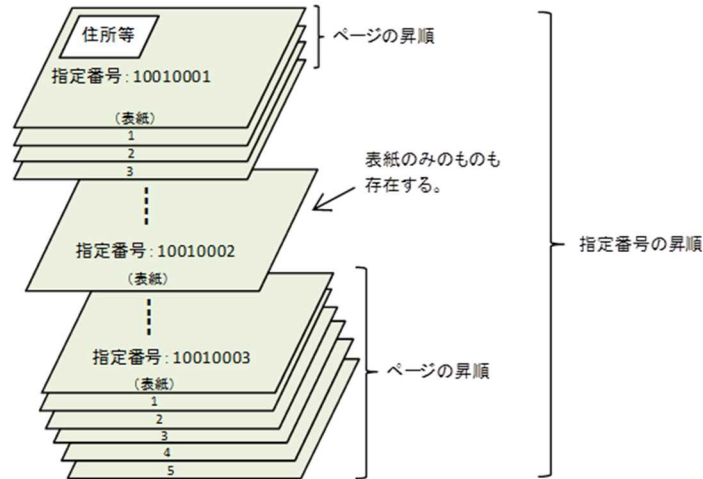 住所等
ページの昇順
指定番号：10010001
（表紙）
1
2
3
表紙のみのものも
存在する。
指定番号：10010002
（表紙）
指定番号の昇順
指定番号：10010003
（表紙）
ページの昇順
1
2
3
4
5